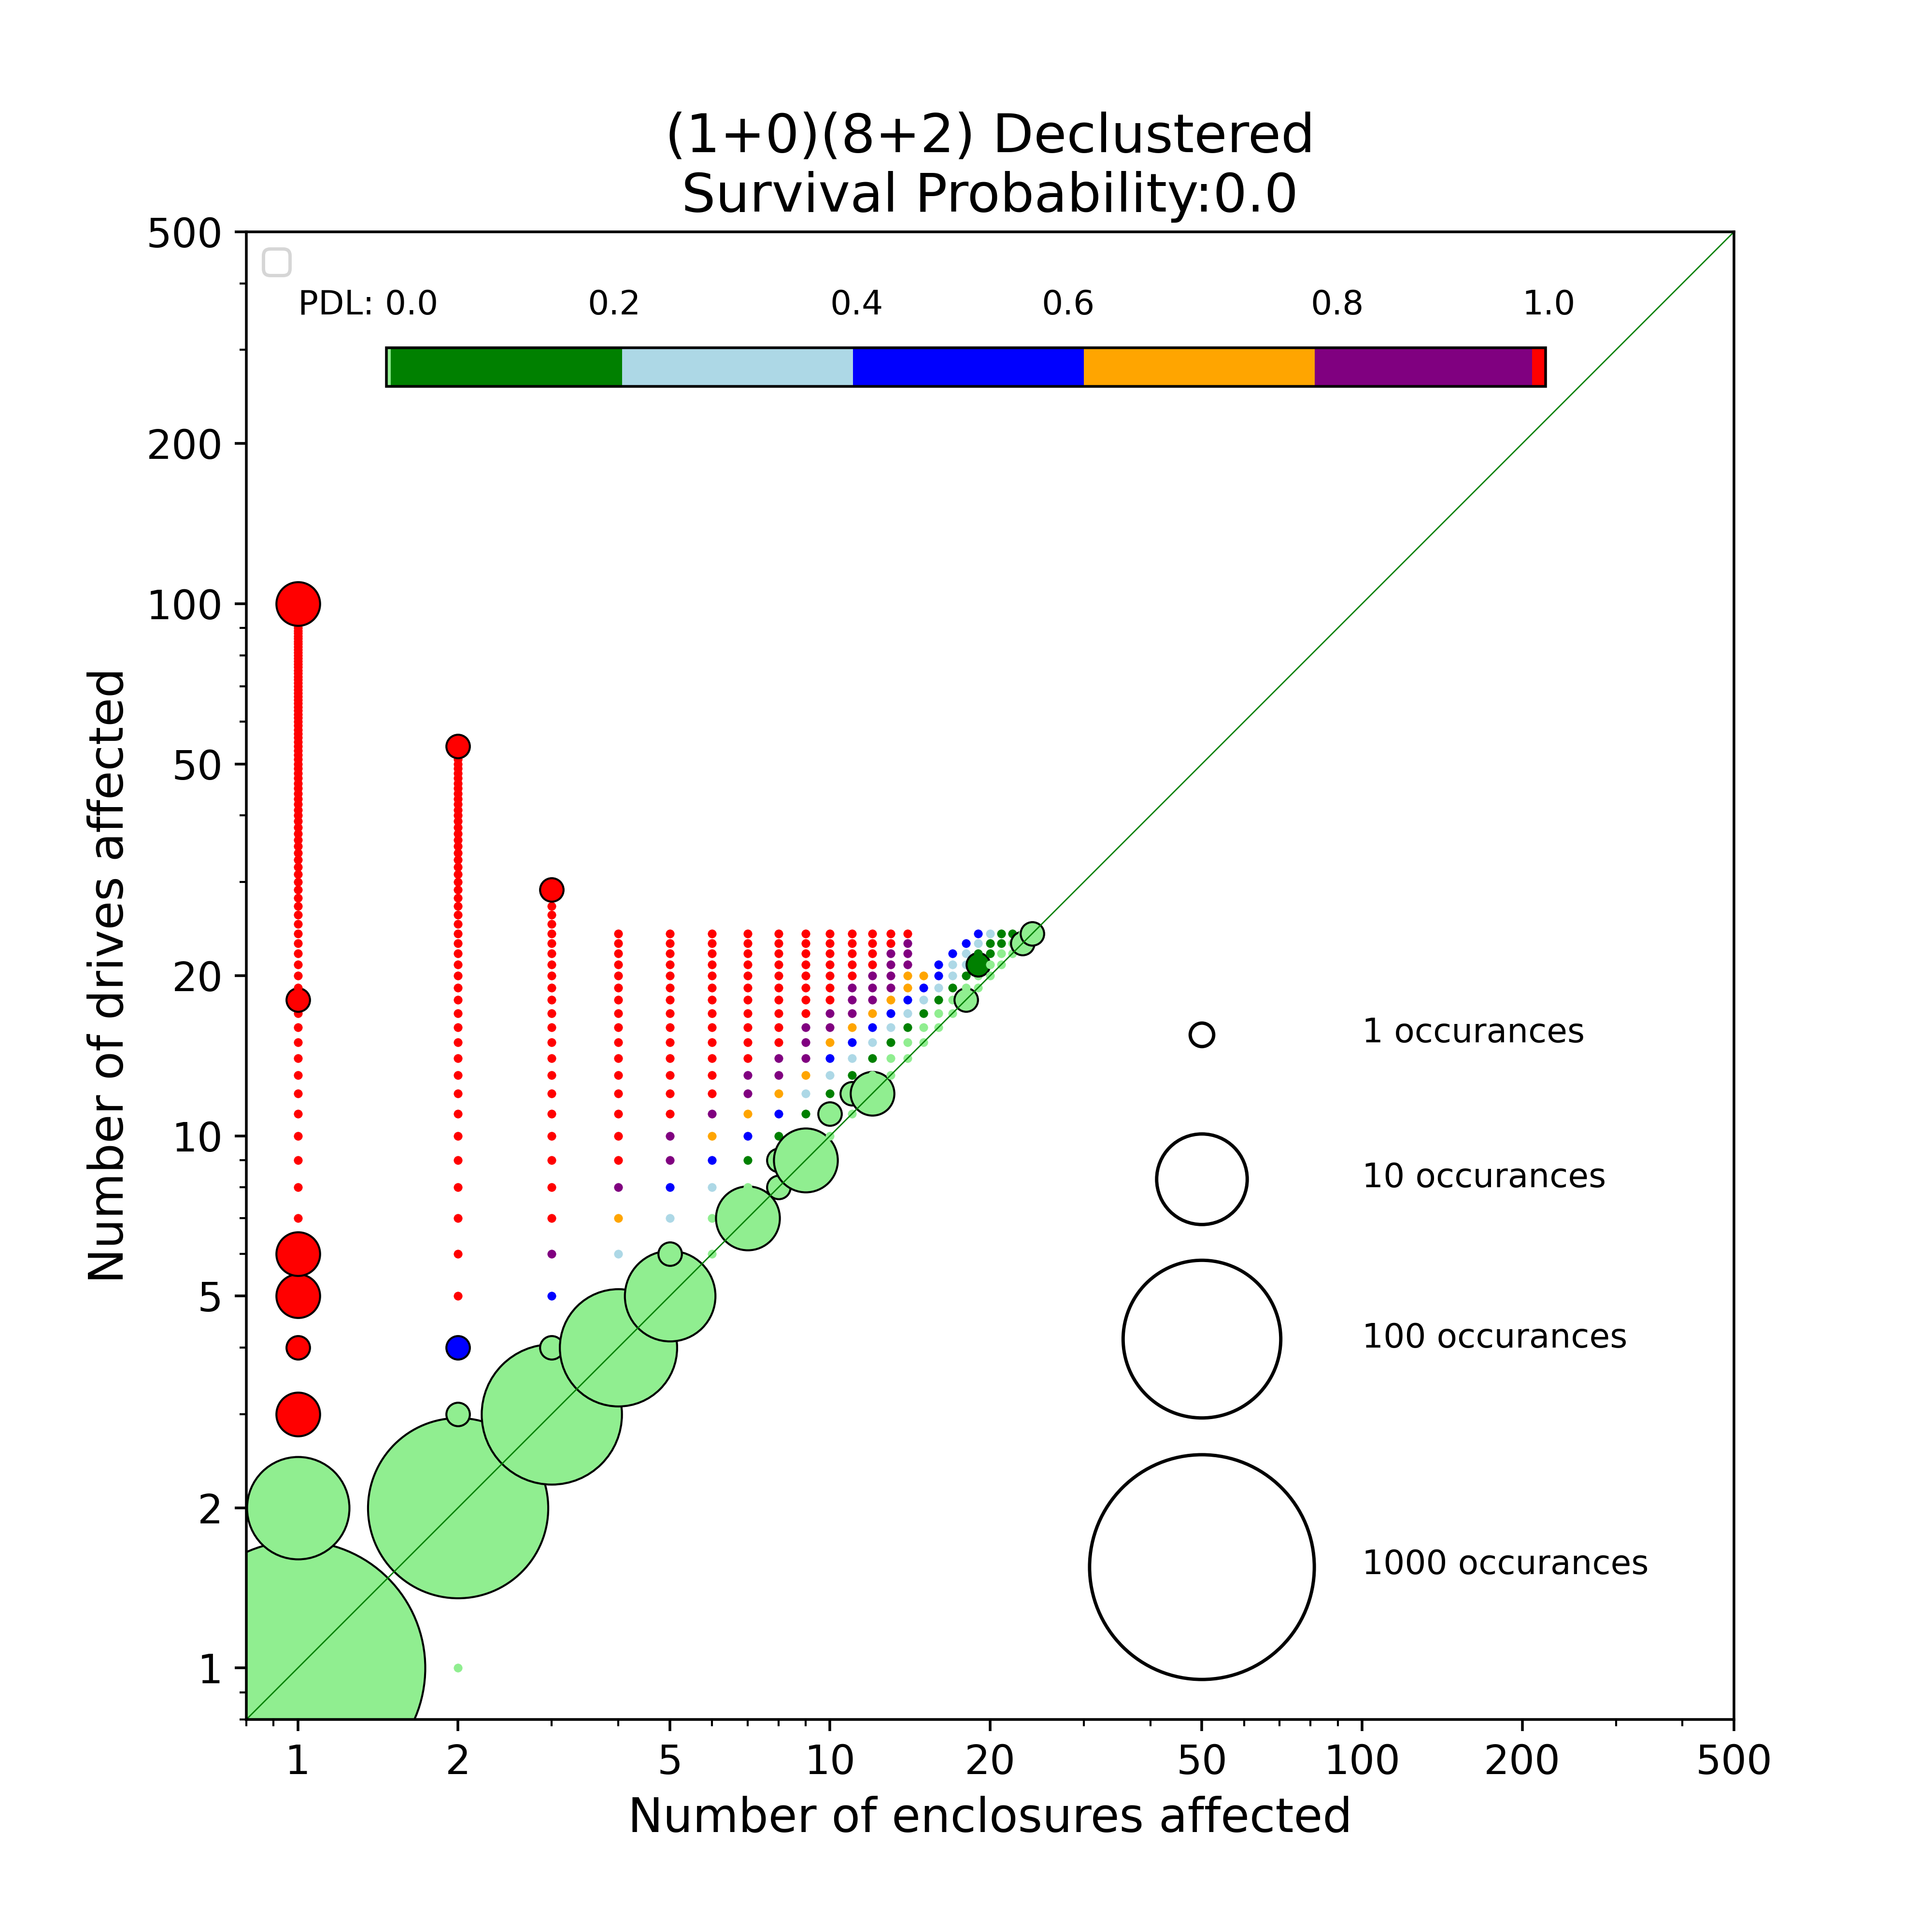 (1+0)(8+2) Declustered
Survival Probability:0.0
500
PDL: 0.0 0.2 0.4 0.6 0.8 1.0
200
100
50
20
10
5
2
1
Number of drives affected
1 occurances
10 occurances
100 occurances
1000 occurances
1 2 5 10 20 50 100 200 500
Number of enclosures affected